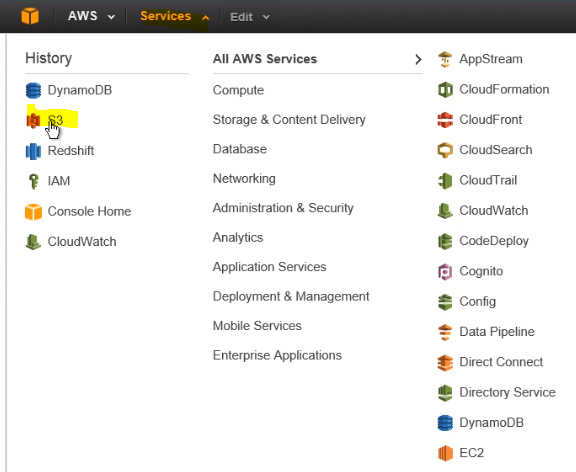 AWS Services Edit
History
DynamoDB
S3
Redshift
IAM
Console Home
CloudWatch
All AWS Services
Compute
Storage & Content Delivery
Database
Networking
Administration & Security
Analytics
Application Services
Deployment & Management
Mobile Services
Enterprise Applications
AppStream
CloudFormation
CloudFront
CloudSearch
CloudTrail
CloudWatch
CodeDeploy
Cognito
Config
Data Pipeline
Direct Connect
Directory Service
DynamoDB
EC2